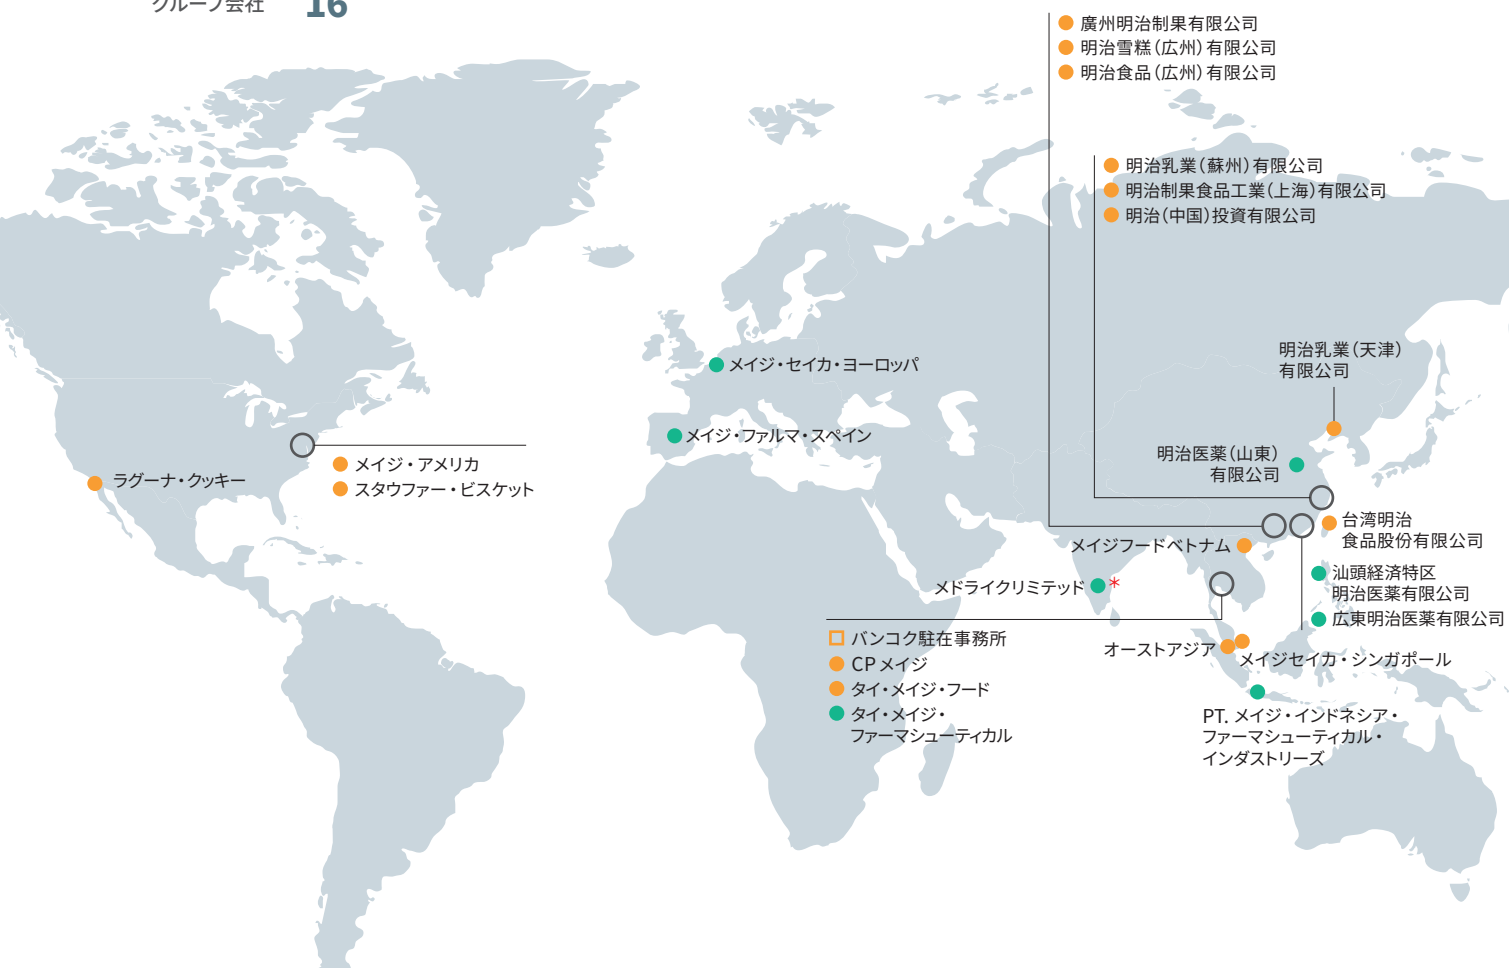 グループ会社 16
廣州明治制果有限公司
明治雪糕（広州）有限公司
明治食品（広州）有限公司
明治乳業（蘇州）有限公司
明治制果食品工業（上海）有限公司
明治（中国）投資有限公司
明治乳業（天津）
有限公司
メイジ・セイカ・ヨーロッパ
メイジ・ファルマ・スペイン
明治医薬（山東）
有限公司
メイジ・アメリカ
スタウファー・ビスケット
ラグーナ・クッキー
台湾明治
食品股份有限公司
メイジフードベトナム
汕頭経済特区
明治医薬有限公司
広東明治医薬有限公司
メドライクリミテッド *
バンコク駐在事務所
CP メイジ
タイ・メイジ・フード
タイ・メイジ・
ファーマシューティカル
オーストアジア
メイジセイカ・シンガポール
PT. メイジ・インドネシア・
ファーマシューティカル・
インダストリーズ